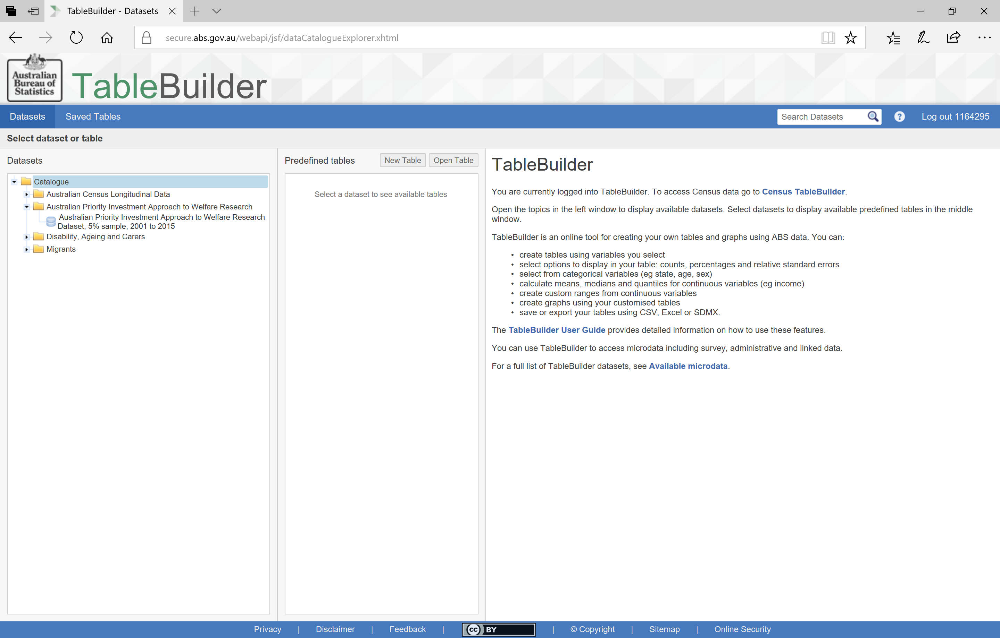 TableBuilder - Datasets
secure.abs.gov.au/webapi/jsf/dataCatalogueExplorer.xhtml
Australian
Bureau of
Statistics
TableBuilder
Datasets
Saved Tables
Search Datasets
?
Log out 1164295
Select dataset or table
Datasets
Catalogue
Australian Census Longitudinal Data
Australian Priority Investment Approach to Welfare Research
Australian Priority Investment Approach to Welfare Research
Dataset, 5% sample, 2001 to 2015
Disability, Ageing and Carers
Migrants
Predefined tables
New Table
Open Table
Select a dataset to see available tables
TableBuilder
You are currently logged into TableBuilder. To access Census data go to Census TableBuilder.
Open the topics in the left window to display available datasets. Select datasets to display available predefined tables in the middle
window.
TableBuilder is an online tool for creating your own tables and graphs using ABS data. You can:
• create tables using variables you select
• select options to display in your table: counts, percentages and relative standard errors
• select from categorical variables (eg state, age, sex)
• calculate means, medians and quantiles for continuous variables (eg income)
• create custom ranges from continuous variables
• create graphs using your customised tables
• save or export your tables using CSV, Excel or SDMX.
The TableBuilder User Guide provides detailed information on how to use these features.
You can use TableBuilder to access microdata including survey, administrative and linked data.
For a full list of TableBuilder datasets, see Available microdata.
Privacy | Disclaimer | Feedback | cc BY | © Copyright | Sitemap | Online Security